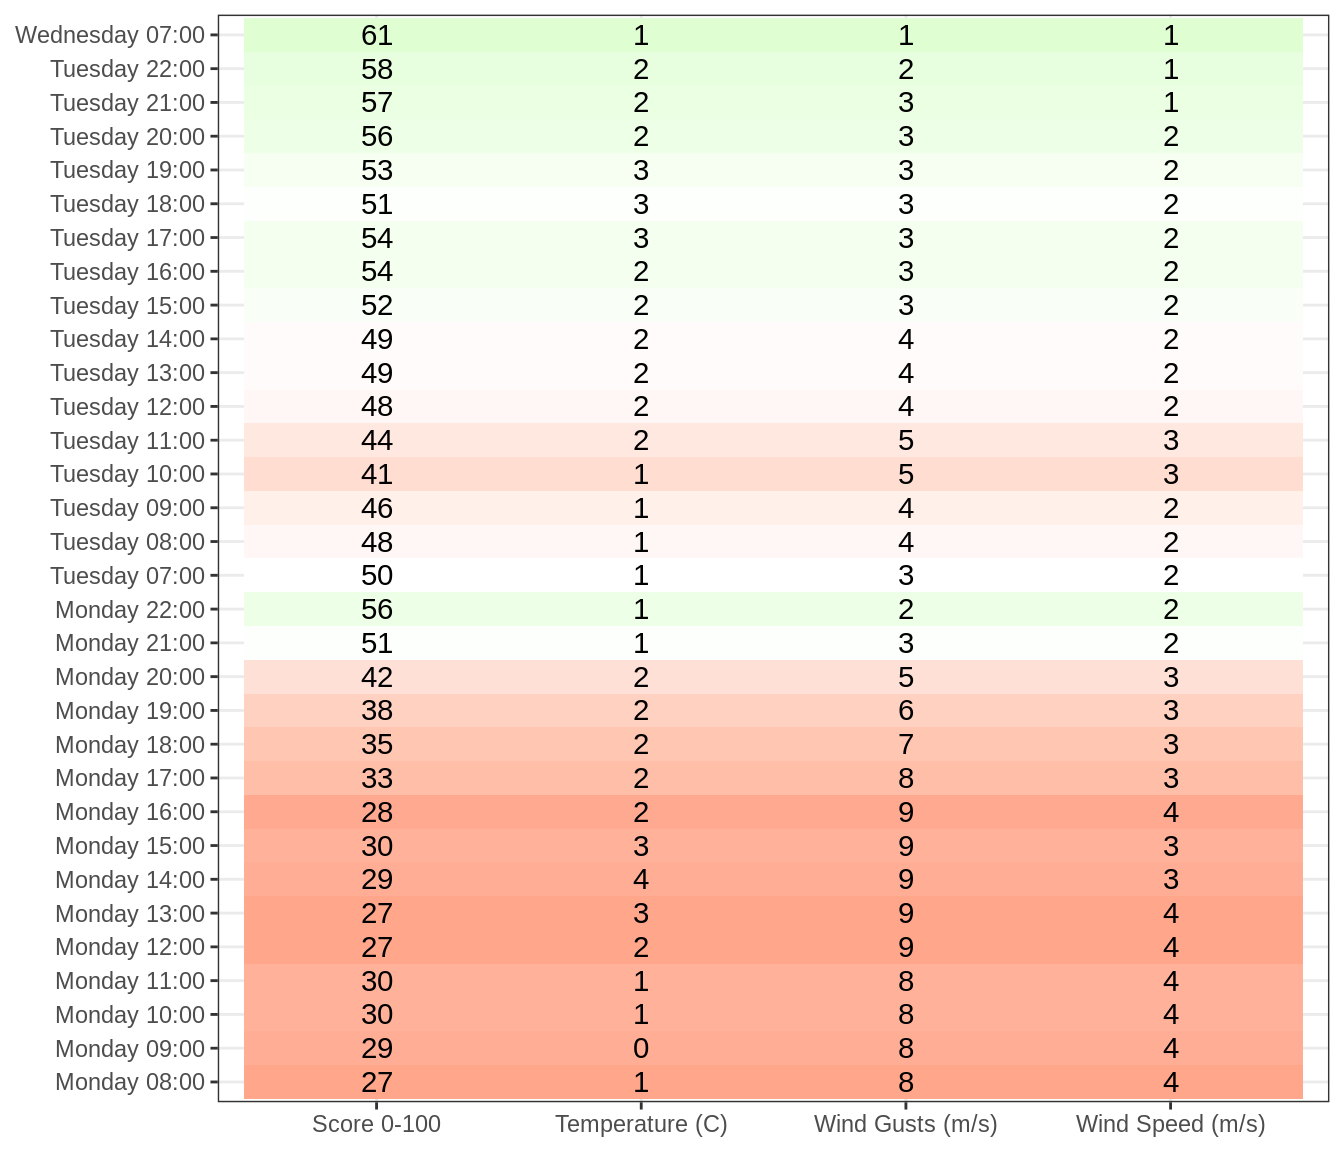 Wednesday 07:00 61 1 1 1
Tuesday 22:00 58 2 2 1
Tuesday 21:00 57 2 3 1
Tuesday 20:00 56 2 3 2
Tuesday 19:00 53 3 3 2
Tuesday 18:00 51 3 3 2
Tuesday 17:00 54 3 3 2
Tuesday 16:00 54 2 3 2
Tuesday 15:00 52 2 3 2
Tuesday 14:00 49 2 4 2
Tuesday 13:00 49 2 4 2
Tuesday 12:00 48 2 4 2
Tuesday 11:00 44 2 5 3
Tuesday 10:00 41 1 5 3
Tuesday 09:00 46 1 4 2
Tuesday 08:00 48 1 4 2
Tuesday 07:00 50 1 3 2
Monday 22:00 56 1 2 2
Monday 21:00 51 1 3 2
Monday 20:00 42 2 5 3
Monday 19:00 38 2 6 3
Monday 18:00 35 2 7 3
Monday 17:00 33 2 8 3
Monday 16:00 28 2 9 4
Monday 15:00 30 3 9 3
Monday 14:00 29 4 9 3
Monday 13:00 27 3 9 4
Monday 12:00 27 2 9 4
Monday 11:00 30 1 8 4
Monday 10:00 30 1 8 4
Monday 09:00 29 0 8 4
Monday 08:00 27 1 8 4
Score 0-100 Temperature (C) Wind Gusts (m/s) Wind Speed (m/s)